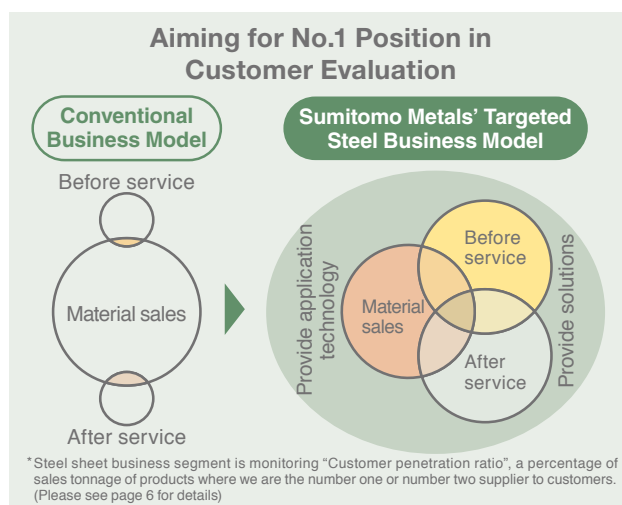 Aiming for No.1 Position in
Customer Evaluation
Conventional
Business Model
Before service
Material sales
After service
Sumitomo Metals' Targeted
Steel Business Model
Provide application
technology
Material
sales
Before
service
After
service
Provide solutions
*Steel sheet business segment is monitoring “Customer penetration ratio”, a percentage of
sales tonnage of products where we are the number one or number two supplier to customers.
(Please see page 6 for details)